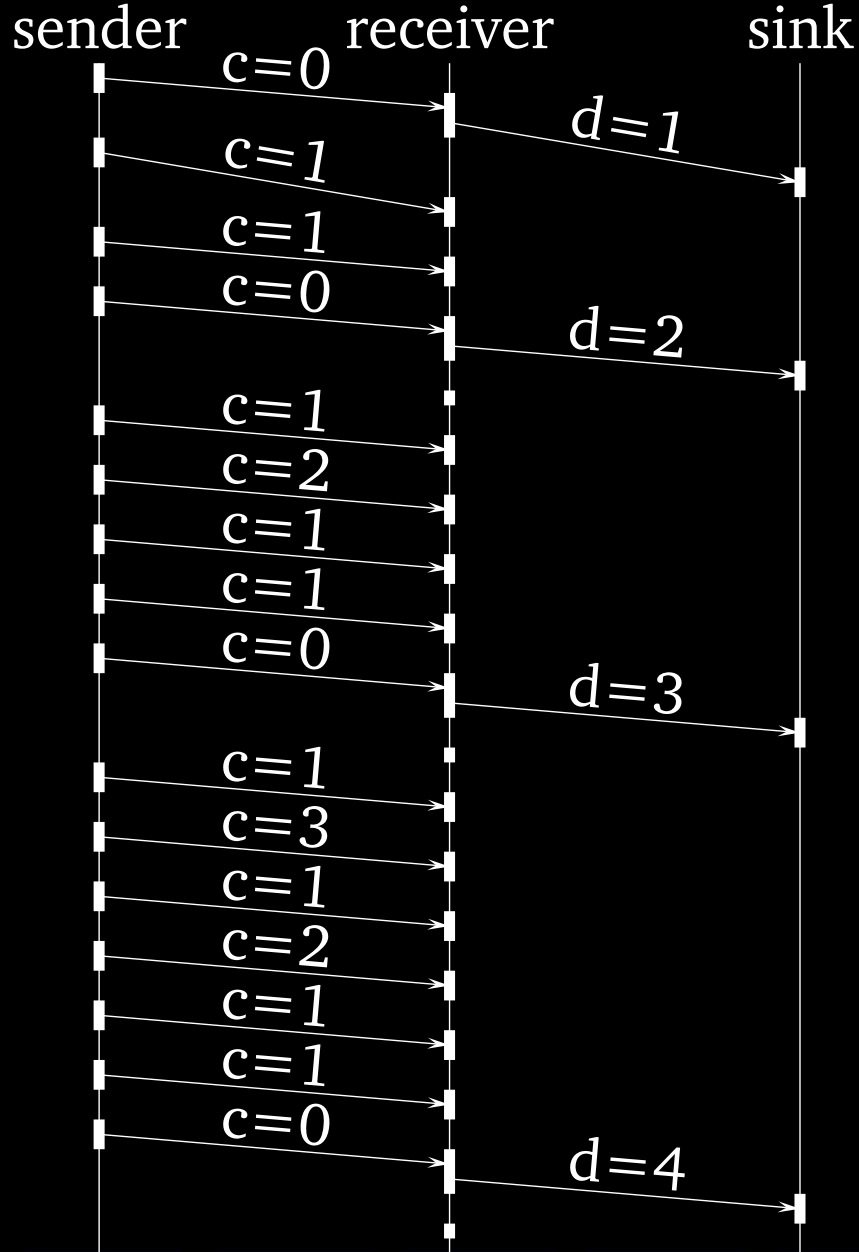 sender receiver sink
c=0
d=1
c=1
c=1
c=0
d=2
c=1
c=2
c=1
c=1
c=0
d=3
c=1
c=3
c=1
c=2
c=1
c=1
c=0
d=4